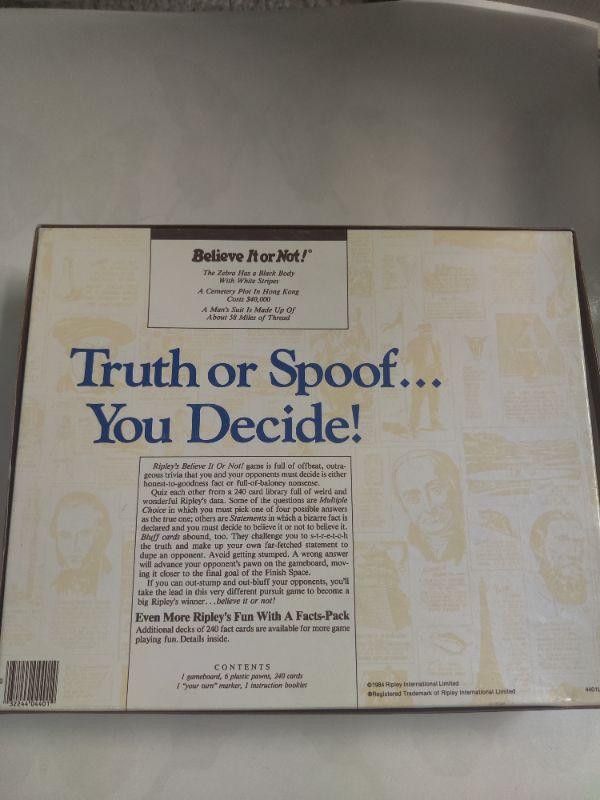 Believe It or Not!®
The Zebra Has a Black Body
With White Stripes
A Cemetery Plot In Hong Kong
Costs $40,000
A Man's Suit Is Made Up Of
About 58 Miles of Thread
Truth or Spoof...
You Decide!
Ripley's Believe It Or Not! game is full of offbeat, outra-
geous trivia that you and your opponents must decide is either
honest-to-goodness fact or full-of-baloney nonsense.
Quiz each other from a 240 card library full of weird and
wonderful Ripley's data. Some of the questions are Multiple
Choice in which you must pick one of four possible answers
as the true one; others are Statements in which a bizarre fact is
declared and you must decide to believe it or not to believe it.
Bluff cards abound, too. They challenge you to s-t-r-e-t-c-h
the truth and make up your own far-fetched statement to
dupe an opponent. Avoid getting stumped. A wrong answer
will advance your opponent's pawn on the gameboard, mov-
ing it closer to the final goal of the Finish Space.
If you can out-stump and out-bluff your opponents, you'll
take the lead in this very different pursuit game to become a
big Ripley's winner...believe it or not!
Even More Ripley's Fun With A Facts-Pack
Additional decks of 240 fact cards are available for more game
playing fun. Details inside.
CONTENTS
1 gameboard, 6 plastic pawns, 240 cards
1 "your turn" marker, 1 instruction booklet
©1984 Ripley International Limited
®Registered Trademark of Ripley International Limited
32244 04401